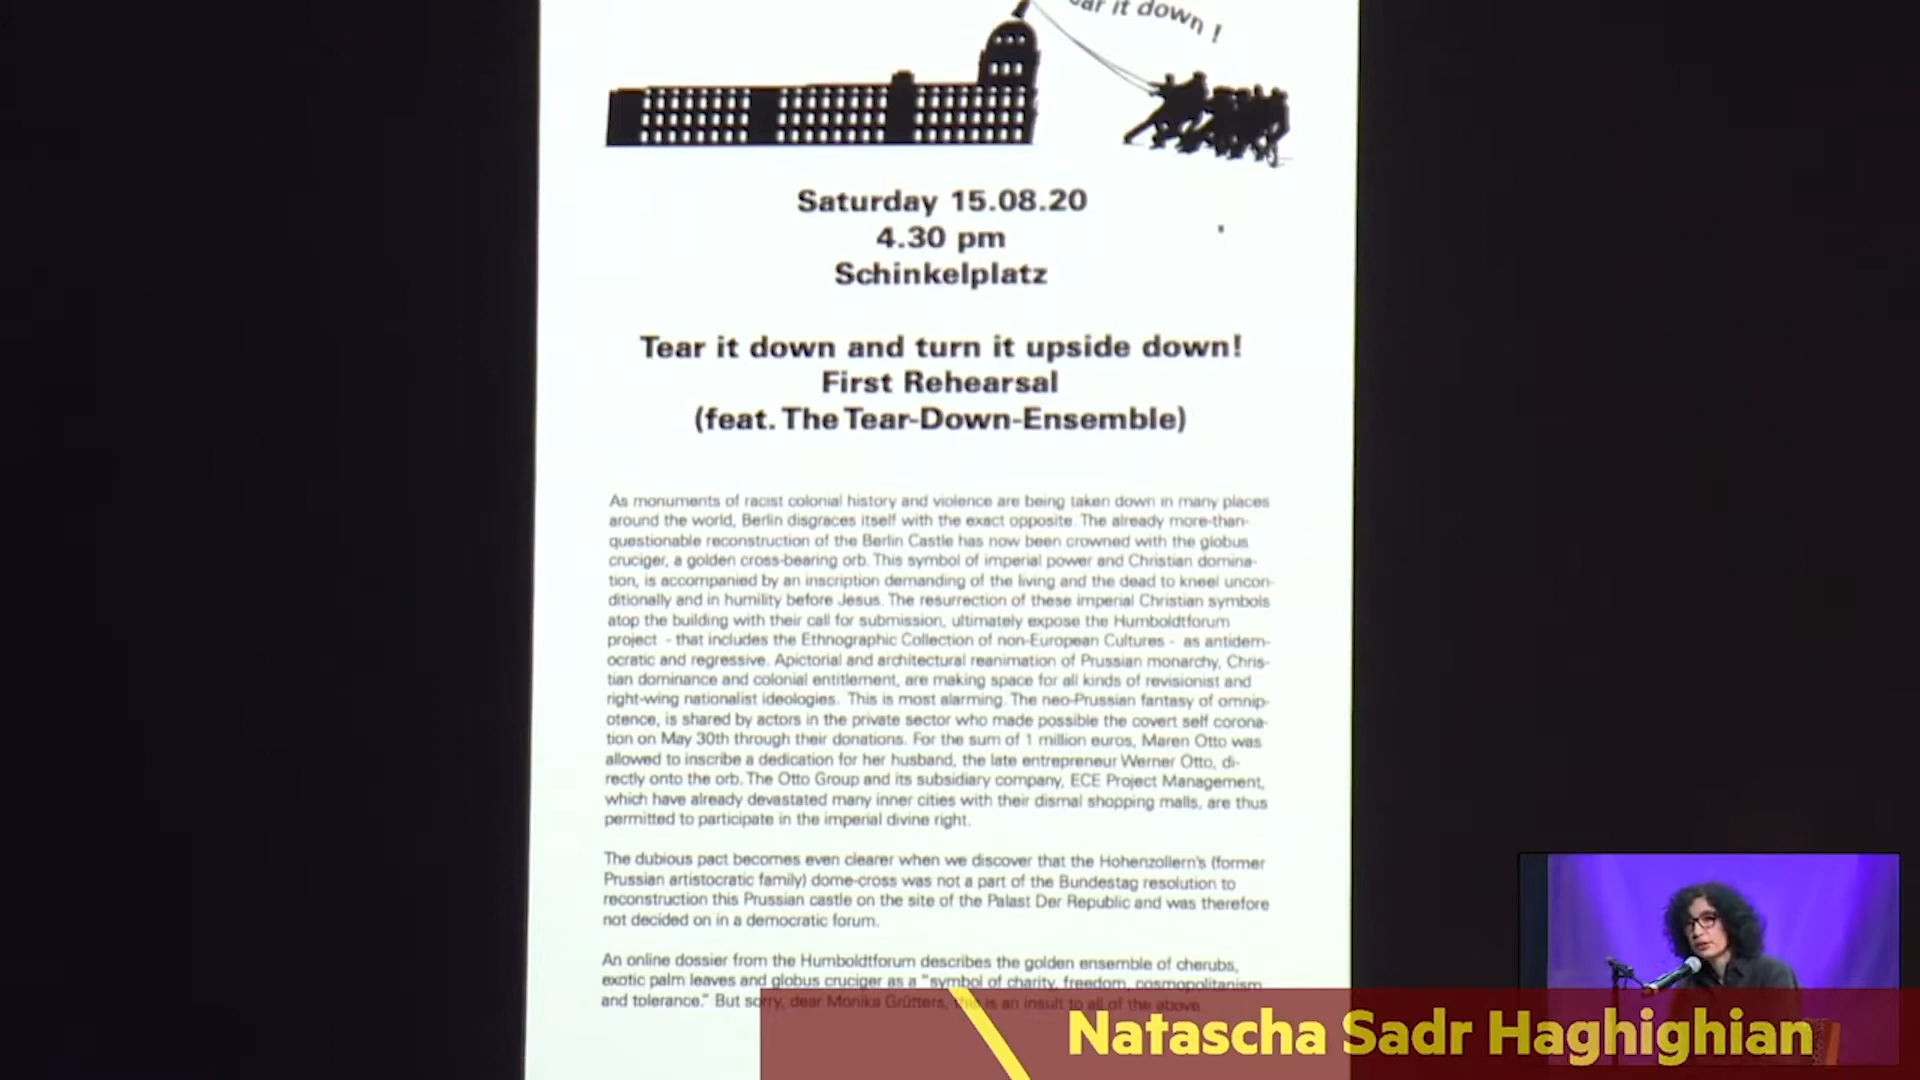 ear it down !
Saturday 15.08.20
4.30 pm
Schinkelplatz
Tear it down and turn it upside down!
First Rehearsal
(feat. The Tear-Down-Ensemble)
As monuments of racist colonial history and violence are being taken down in many places
around the world, Berlin disgraces itself with the exact opposite. The already more-than-
questionable reconstruction of the Berlin Castle has now been crowned with the globus
cruciger, a golden cross-bearing orb. This symbol of imperial power and Christian domina-
tion, is accompanied by an inscription demanding of the living and the dead to kneel uncon-
ditionally and in humility before Jesus. The resurrection of these imperial Christian symbols
atop the building with their call for submission, ultimately expose the Humboldtforum
project - that includes the Ethnographic Collection of non-European Cultures - as antidem-
ocratic and regressive. Apictorial and architectural reanimation of Prussian monarchy, Chris-
tian dominance and colonial entitlement, are making space for all kinds of revisionist and
right-wing nationalist ideologies. This is most alarming. The neo-Prussian fantasy of omnip-
otence, is shared by actors in the private sector who made possible the covert self corona-
tion on May 30th through their donations. For the sum of 1 million euros, Maren Otto was
allowed to inscribe a dedication for her husband, the late entrepreneur Werner Otto, di-
rectly onto the orb. The Otto Group and its subsidiary company, ECE Project Management,
which have already devastated many inner cities with their dismal shopping malls, are thus
permitted to participate in the imperial divine right.
The dubious pact becomes even clearer when we discover that the Hohenzollern's (former
Prussian artistocratic family) dome-cross was not a part of the Bundestag resolution to
reconstruction this Prussian castle on the site of the Palast Der Republic and was therefore
not decided on in a democratic forum.
An online dossier from the Humboldtforum describes the golden ensemble of cherubs,
exotic palm leaves and globus cruciger as a "symbol of charity, freedom, cosmopolitanism
and tolerance." But sorry, dear Monika Grütters, this is an insult to all of the above.
Natascha Sadr Haghighian